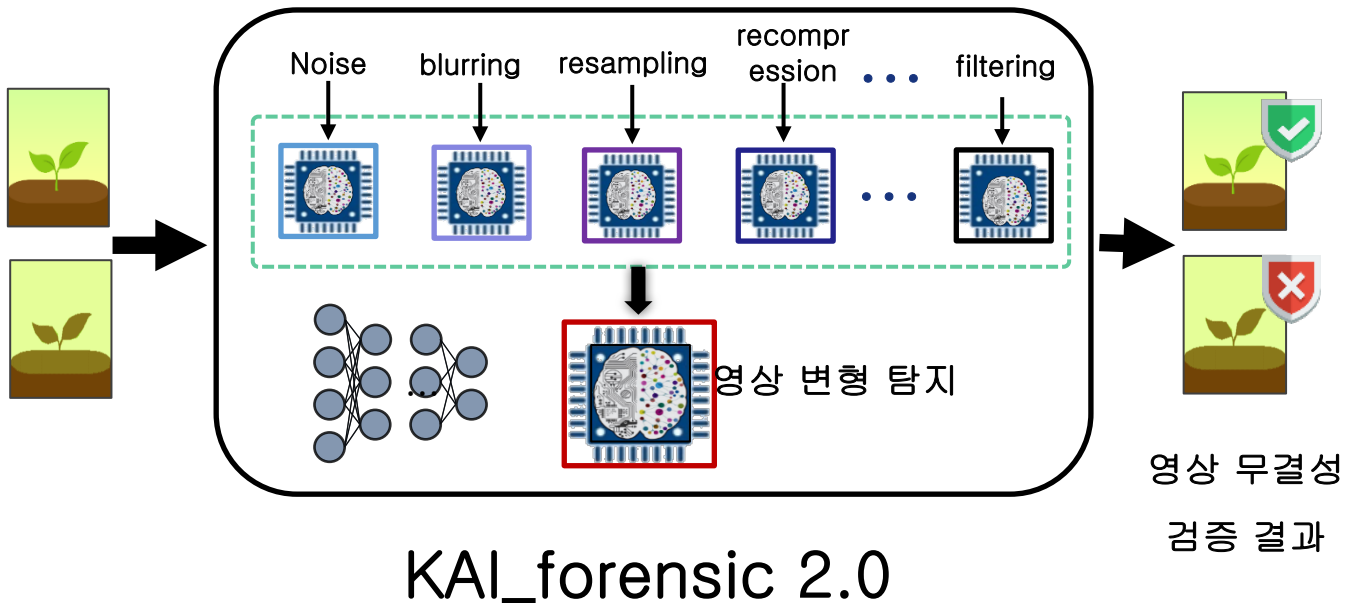 Noise
blurring
resampling
recompr
ession
...
filtering
...
...
영상 변형 탐지
영상 무결성
검증 결과
KAI_forensic 2.0